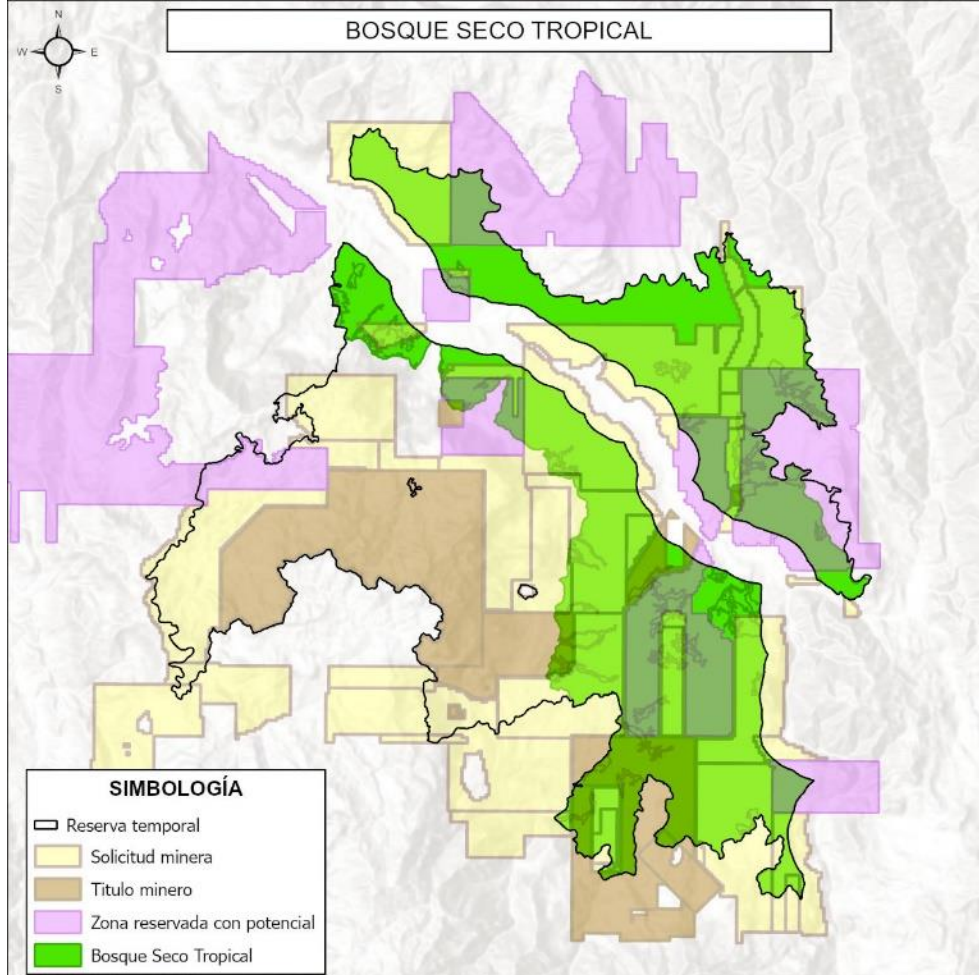 BOSQUE SECO TROPICAL
N
W E
S
SIMBOLOGÍA
Reserva temporal
Solicitud minera
Titulo minero
Zona reservada con potencial
Bosque Seco Tropical